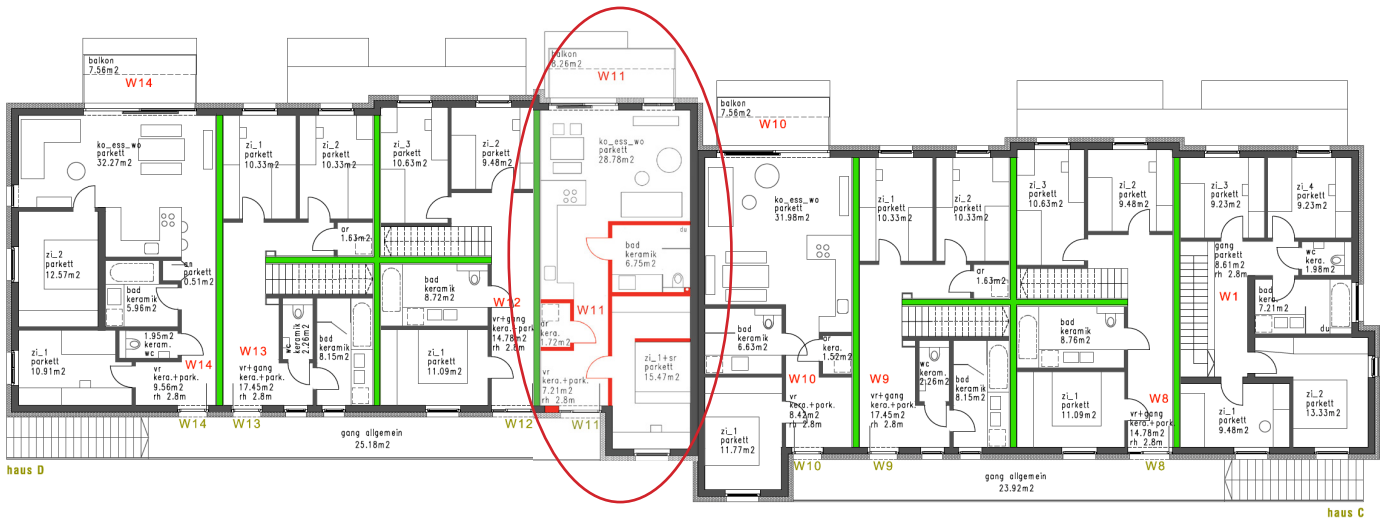 balkon
7.56m2
W14
ko_ess_wo
parkett
32.27m2
zi_2
parkett
12.57m2
bad
keramik
5.96m2
parkett
0.51m2
1.95m2
keram.
wc
zi_1
parkett
10.91m2
W14
vr
kera.+park.
9.56m2
rh 2.8m
W14
zi_1
parkett
10.33m2
zi_2
parkett
10.33m2
ar
1.63m2
W13
vr+gang
kera.+park.
17.45m2
rh 2.8m
wc
keramik
2.26m2
bad
keramik
8.15m2
W13
zi_3
parkett
10.63m2
zi_2
parkett
9.48m2
bad
keramik
8.72m2
W12
vr+gang
kera.+park.
14.78m2
rh 2.8m
zi_1
parkett
11.09m2
W12
balkon
8.26m2
W11
ko_ess_wo
parkett
28.78m2
du
bad
keramik
6.75m2
W11
ar
kera.
1.72m2
zi_1+sr
parkett
15.47m2
vr
kera.+park.
7.21m2
rh 2.8m
W11
gang allgemein
25.18m2
haus D
balkon
7.56m2
W10
ko_ess_wo
parkett
31.98m2
bad
keramik
6.63m2
ar
1.52m2
W10
vr
8.42m2
kera.+park.
rh 2.8m
zi_1
parkett
11.77m2
W10
zi_1
parkett
10.33m2
zi_2
parkett
10.33m2
ar
1.63m2
W9
vr+gang
kera.+park.
17.45m2
rh 2.8m
wc
keram.
2.26m2
bad
keramik
8.15m2
W9
zi_3
parkett
10.63m2
zi_2
parkett
9.48m2
bad
keramik
8.76m2
zi_1
parkett
11.09m2
W8
vr+gang
kera.+park.
14.78m2
rh 2.8m
W8
zi_3
parkett
9.23m2
zi_4
parkett
9.23m2
gang
parkett
8.61m2
rh 2.8m
wc
kera.
1.98m2
W1
bad
kera.
7.21m2
du
zi_1
parkett
9.48m2
zi_2
parkett
13.33m2
gang allgemein
23.92m2
haus C